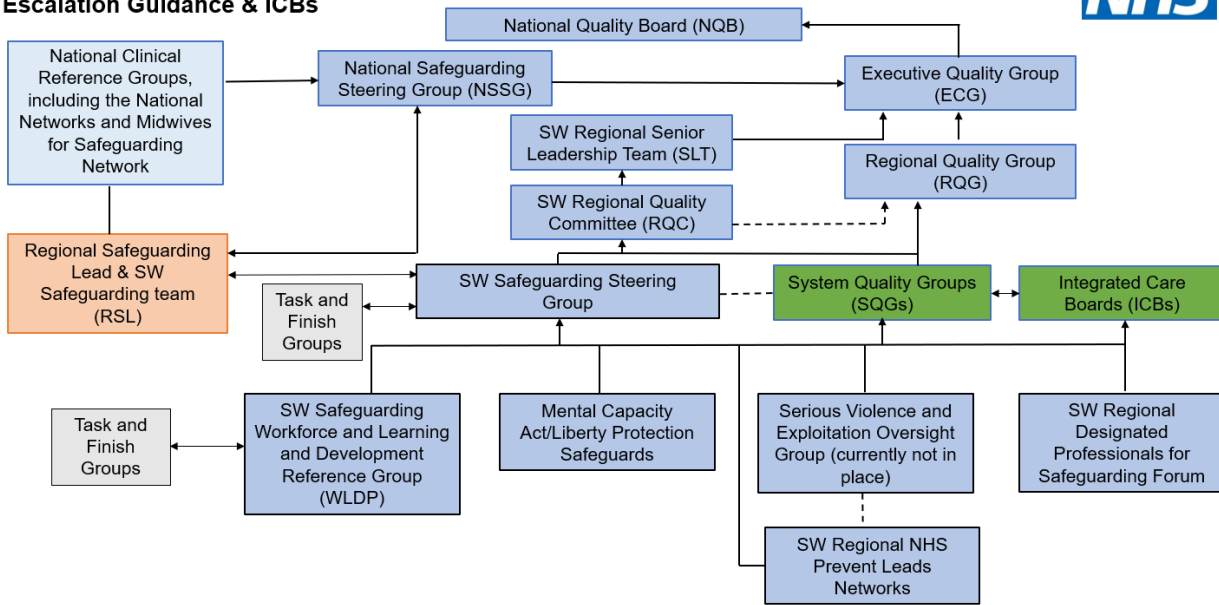 Escalation Guidance & ICBs
NHS
National Quality Board (NQB)
National Clinical
Reference Groups,
including the National
Networks and Midwives
for Safeguarding
Network
National Safeguarding
Steering Group (NSSG)
Executive Quality Group
(ECG)
SW Regional Senior
Leadership Team (SLT)
Regional Quality Group
(RQG)
SW Regional Quality
Committee (RQC)
Regional Safeguarding
Lead & SW
Safeguarding team
(RSL)
Task and
Finish
Groups
SW Safeguarding Steering
Group
System Quality Groups
(SQGs)
Integrated Care
Boards (ICBs)
Task and
Finish
Groups
SW Safeguarding
Workforce and Learning
and Development
Reference Group
(WLDP)
Mental Capacity
Act/Liberty Protection
Safeguards
Serious Violence and
Exploitation Oversight
Group (currently not in
place)
SW Regional
Designated
Professionals for
Safeguarding Forum
SW Regional NHS
Prevent Leads
Networks